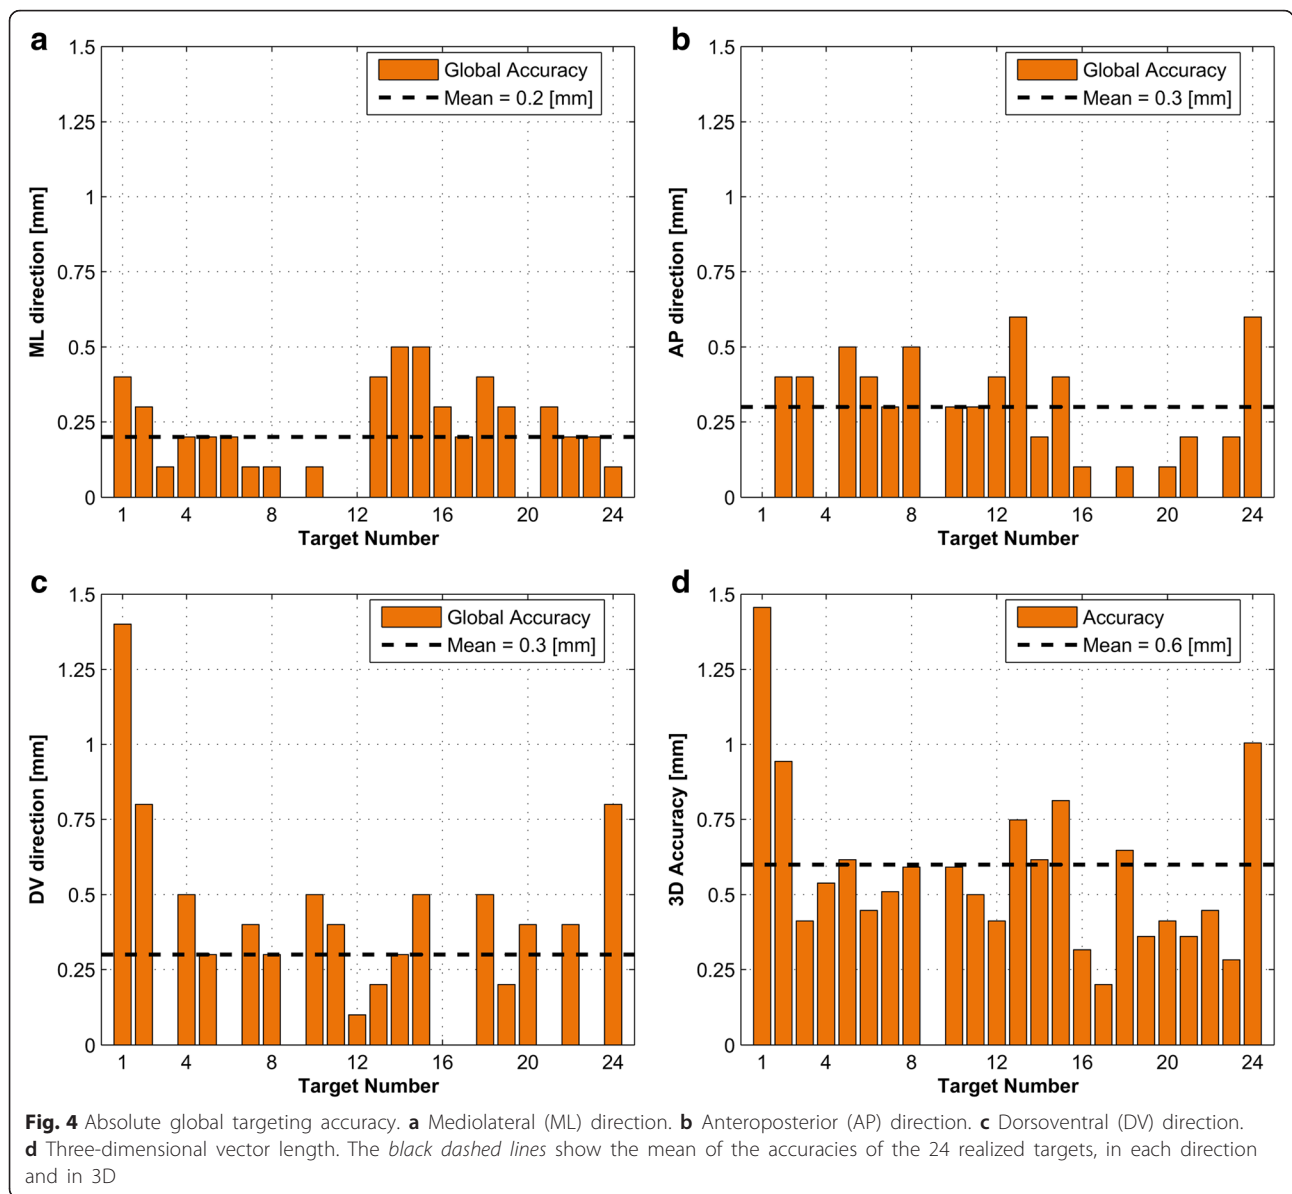 a
1.5
1.25
1
0.75
0.5
0.25
0
ML direction [mm]
Global Accuracy
Mean = 0.2 [mm]
1 4 8 12 16 20 24
Target Number
b
1.5
1.25
1
0.75
0.5
0.25
0
AP direction [mm]
Global Accuracy
Mean = 0.3 [mm]
1 4 8 12 16 20 24
Target Number
c
1.5
1.25
1
0.75
0.5
0.25
0
DV direction [mm]
Global Accuracy
Mean = 0.3 [mm]
1 4 8 12 16 20 24
Target Number
d
1.5
1.25
1
0.75
0.5
0.25
0
3D Accuracy [mm]
Accuracy
Mean = 0.6 [mm]
1 4 8 12 16 20 24
Target Number
Fig. 4 Absolute global targeting accuracy. a Mediolateral (ML) direction. b Anteroposterior (AP) direction. c Dorsoventral (DV) direction.
d Three-dimensional vector length. The black dashed lines show the mean of the accuracies of the 24 realized targets, in each direction
and in 3D